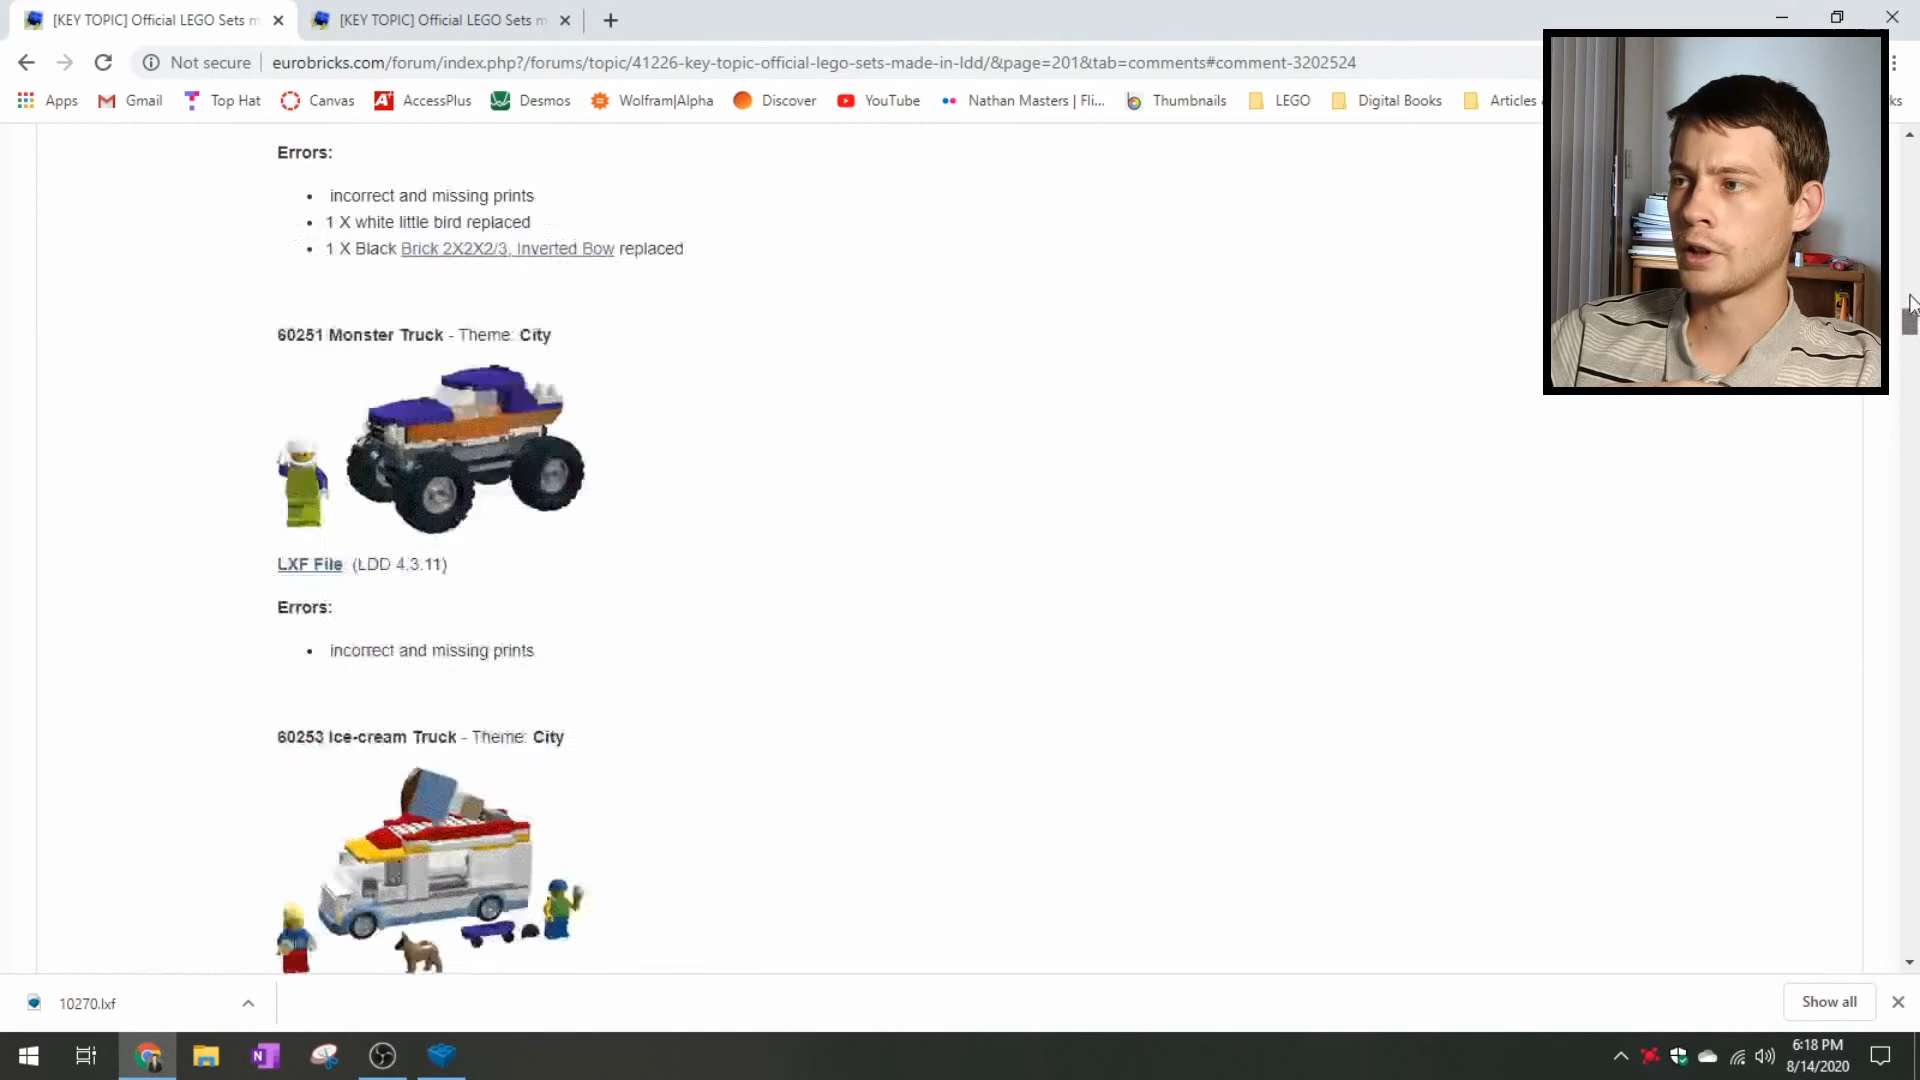 [KEY TOPIC] Official LEGO Sets m
[KEY TOPIC] Official LEGO Sets m
Not secure
eurobricks.com/forum/index.php?/forums/topic/41226-key-topic-official-lego-sets-made-in-ldd/&page=201&tab=comments#comment-3202524
Apps
Gmail
Top Hat
Canvas
AccessPlus
Desmos
Wolfram|Alpha
Discover
YouTube
Nathan Masters | Fli...
Thumbnails
LEGO
Digital Books
Articles
ks
Errors:
incorrect and missing prints
1 X white little bird replaced
1 X Black Brick 2X2X2/3, Inverted Bow replaced
60251 Monster Truck - Theme: City
LXF File (LDD 4.3.11)
Errors:
incorrect and missing prints
60253 Ice-cream Truck - Theme: City
10270.lxf
Show all
6:18 PM
8/14/2020